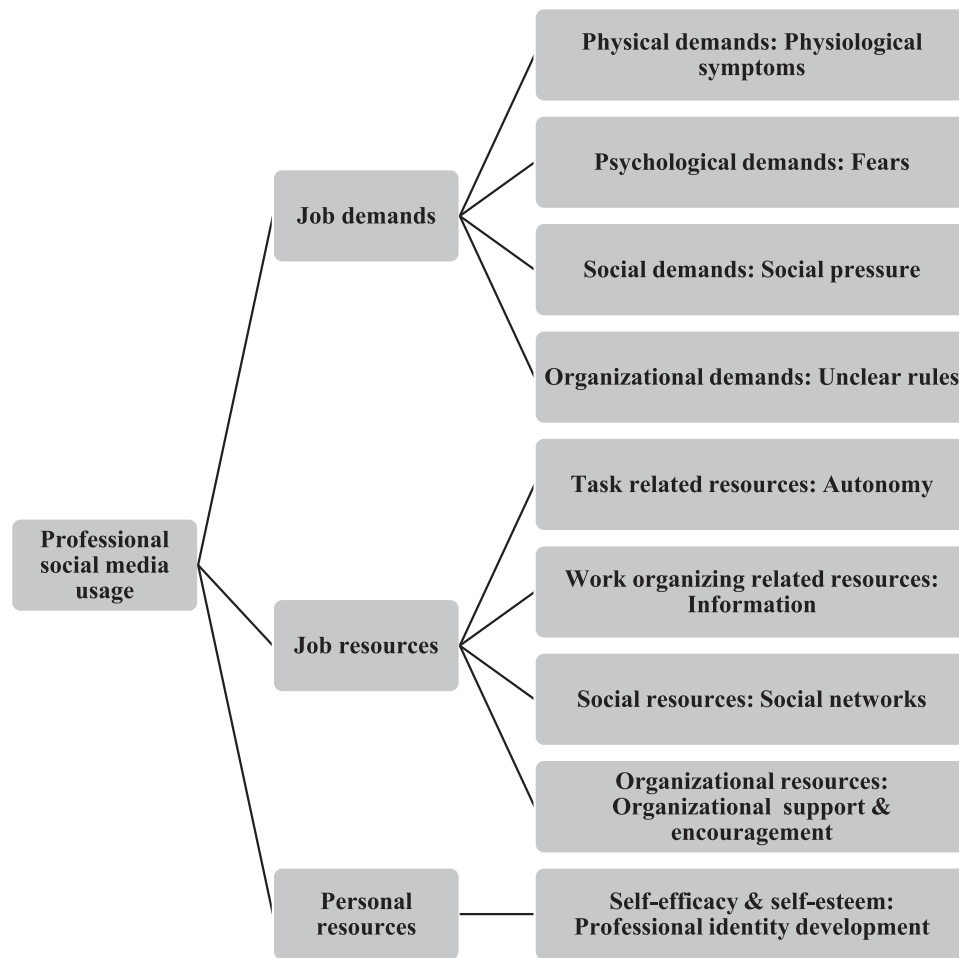 Physical demands: Physiological
symptoms
Psychological demands: Fears
Job demands
Social demands: Social pressure
Organizational demands: Unclear rules
Task related resources: Autonomy
Professional
social media
usage
Work organizing related resources:
Information
Job resources
Social resources: Social networks
Organizational resources:
Organizational support &
encouragement
Personal
resources
Self-efficacy & self-esteem:
Professional identity development